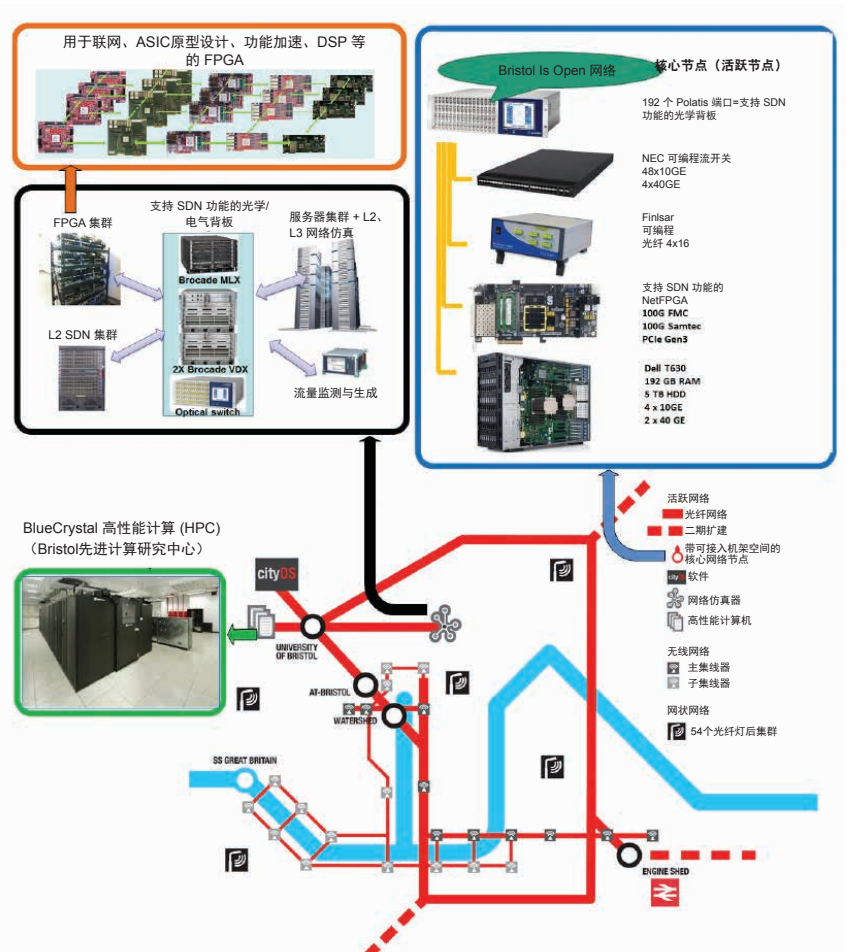 用于联网、ASIC原型设计、功能加速、DSP 等
的 FPGA
FPGA 集群
支持 SDN 功能的光学/
电气背板
服务器集群 + L2、
L3 网络仿真
Brocade MLX
L2 SDN 集群
2X Brocade VDX
流量监测与生成
Optical switch
Bristol Is Open 网络
核心节点（活跃节点）
192 个 Polatis 端口=支持 SDN
功能的光学背板
NEC 可编程流开关
48x10GE
4x40GE
Finlsar
可编程
光纤 4x16
支持 SDN 功能的
NetFPGA
100G FMC
100G Samtec
PCIe Gen3
Dell T630
192 GB RAM
5 TB HDD
4 x 10GE
2 x 40 GE
BlueCrystal 高性能计算 (HPC)
（Bristol先进计算研究中心）
活跃网络
光纤网络
二期扩建
带可接入机架空间的
核心网络节点
cityOS 软件
网络仿真器
高性能计算机
无线网络
主集线器
子集线器
网状网络
54个光纤灯后集群
cityOS
UNIVERSITY
OF BRISTOL
AT-BRISTOL
WATERSHED
SS GREAT BRITAIN
ENGINE SHED